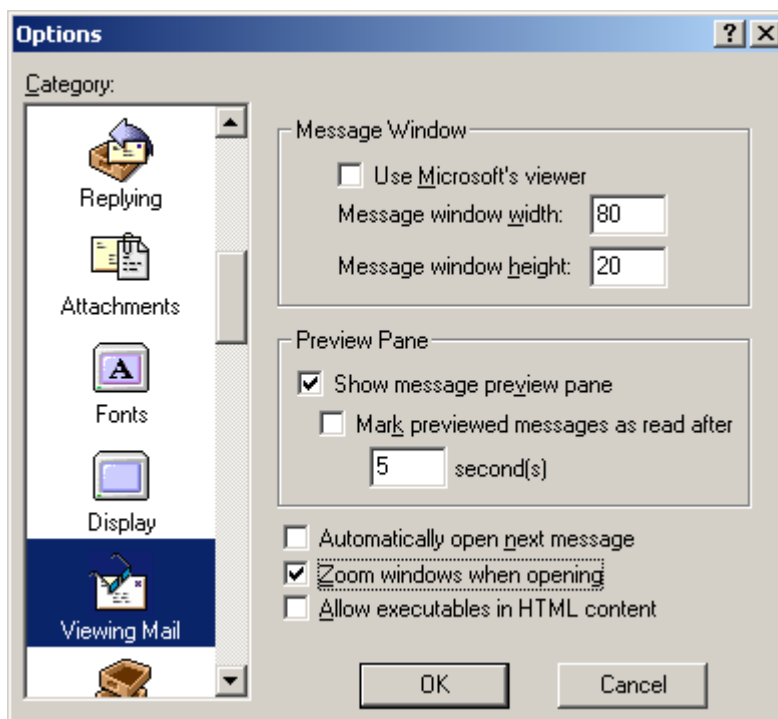 Options
Category:
Replying
Attachments
A
Fonts
Display
Viewing Mail
Message Window
Use Microsoft's viewer
Message window width: 80
Message window height: 20
Preview Pane
Show message preview pane
Mark previewed messages as read after
5 second(s)
Automatically open next message
Zoom windows when opening
Allow executables in HTML content
OK Cancel